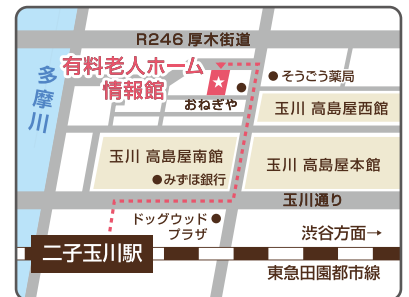 R246 厚木街道
多摩川
有料老人ホーム
情報館
そうごう薬局
おねぎや
玉川 高島屋西館
玉川 高島屋南館
みずほ銀行
玉川 高島屋本館
玉川通り
ドッグウッド
プラザ
渋谷方面→
二子玉川駅
東急田園都市線